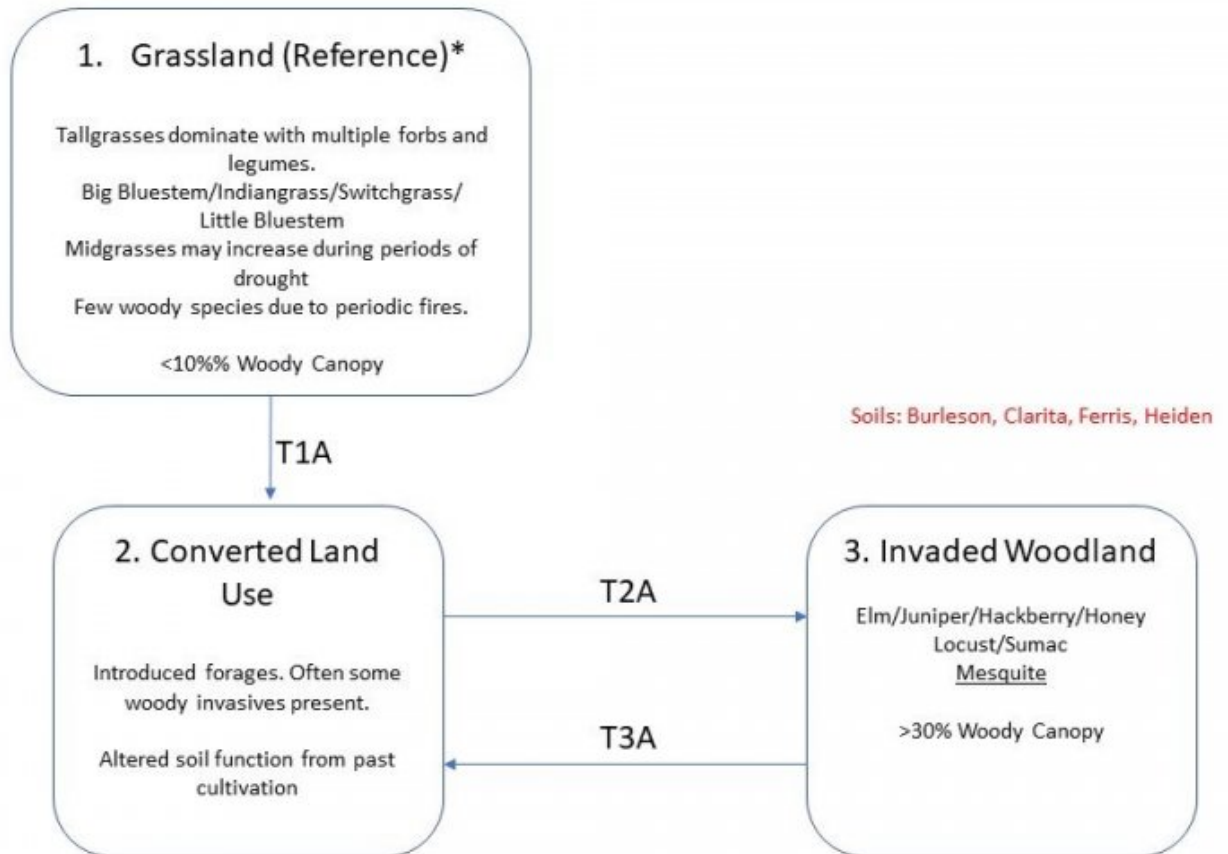 1. Grassland (Reference)*
Tallgrasses dominate with multiple forbs and
legumes.
Big Bluestem/Indiangrass/Switchgrass/
Little Bluestem
Midgrasses may increase during periods of
drought
Few woody species due to periodic fires.
<10%% Woody Canopy
Soils: Burleson, Clarita, Ferris, Heiden
T1A
2. Converted Land
Use
Introduced forages. Often some
woody invasives present.
Altered soil function from past
cultivation
T2A
T3A
3. Invaded Woodland
Elm/Juniper/Hackberry/Honey
Locust/Sumac
Mesquite
>30% Woody Canopy